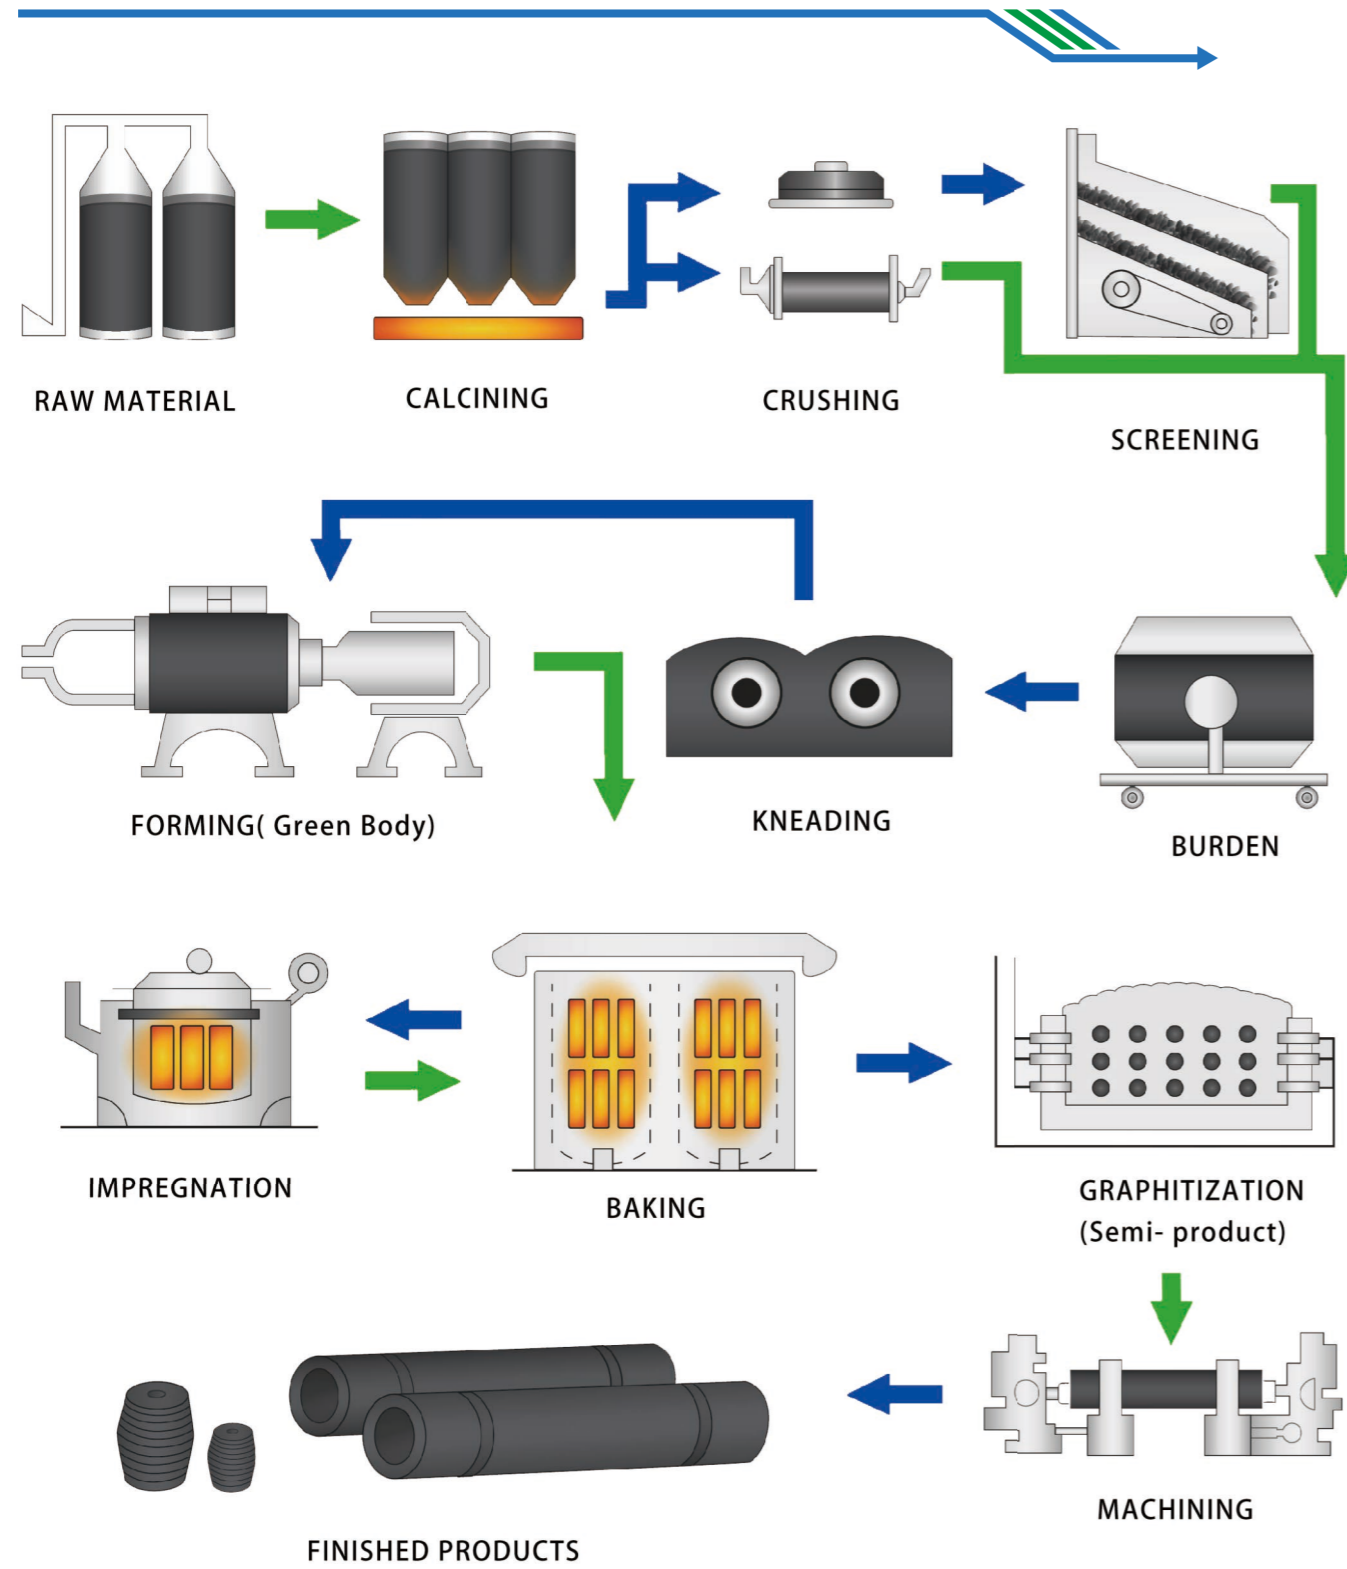 RAW MATERIAL
CALCINING
CRUSHING
SCREENING
FORMING( Green Body)
KNEADING
BURDEN
IMPREGNATION
BAKING
GRAPHITIZATION
(Semi- product)
MACHINING
FINISHED PRODUCTS